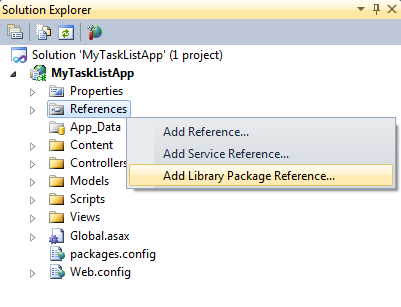 Solution Explorer
Solution 'MyTaskListApp' (1 project)
MyTaskListApp
Properties
References
Add Reference...
App_Data
Add Service Reference...
Content
Controllers
Add Library Package Reference...
Models
Scripts
Views
Global.asax
packages.config
Web.config